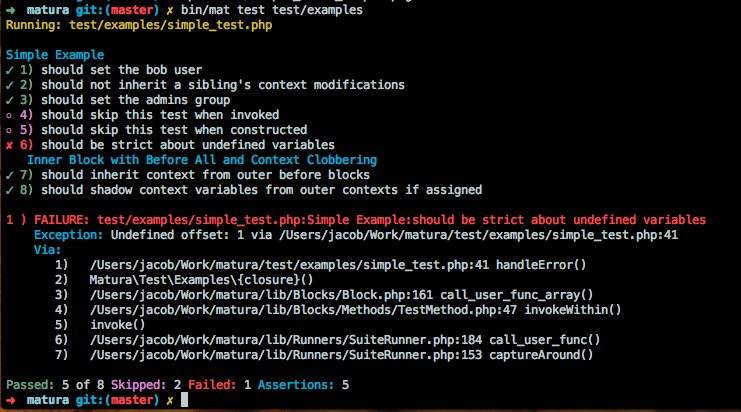 ➜  matura git:(master) ✗ bin/mat test test/examples
Running: test/examples/simple_test.php

Simple Example
✓ 1) should set the bob user
✓ 2) should not inherit a sibling's context modifications
✓ 3) should set the admins group
○ 4) should skip this test when invoked
○ 5) should skip this test when constructed
✘ 6) should be strict about undefined variables
   Inner Block with Before All and Context Clobbering
✓ 7) should inherit context from outer before blocks
✓ 8) should shadow context variables from outer contexts if assigned

1 ) FAILURE: test/examples/simple_test.php:Simple Example:should be strict about undefined variables
    Exception: Undefined offset: 1 via /Users/jacob/Work/matura/test/examples/simple_test.php:41
    Via:
       1)   /Users/jacob/Work/matura/test/examples/simple_test.php:41 handleError()
       2)   Matura\Test\Examples\{closure}()
       3)   /Users/jacob/Work/matura/lib/Blocks/Block.php:161 call_user_func_array()
       4)   /Users/jacob/Work/matura/lib/Blocks/Methods/TestMethod.php:47 invokeWithin()
       5)   invoke()
       6)   /Users/jacob/Work/matura/lib/Runners/SuiteRunner.php:184 call_user_func()
       7)   /Users/jacob/Work/matura/lib/Runners/SuiteRunner.php:153 captureAround()

Passed: 5 of 8 Skipped: 2 Failed: 1 Assertions: 5
➜  matura git:(master) ✗